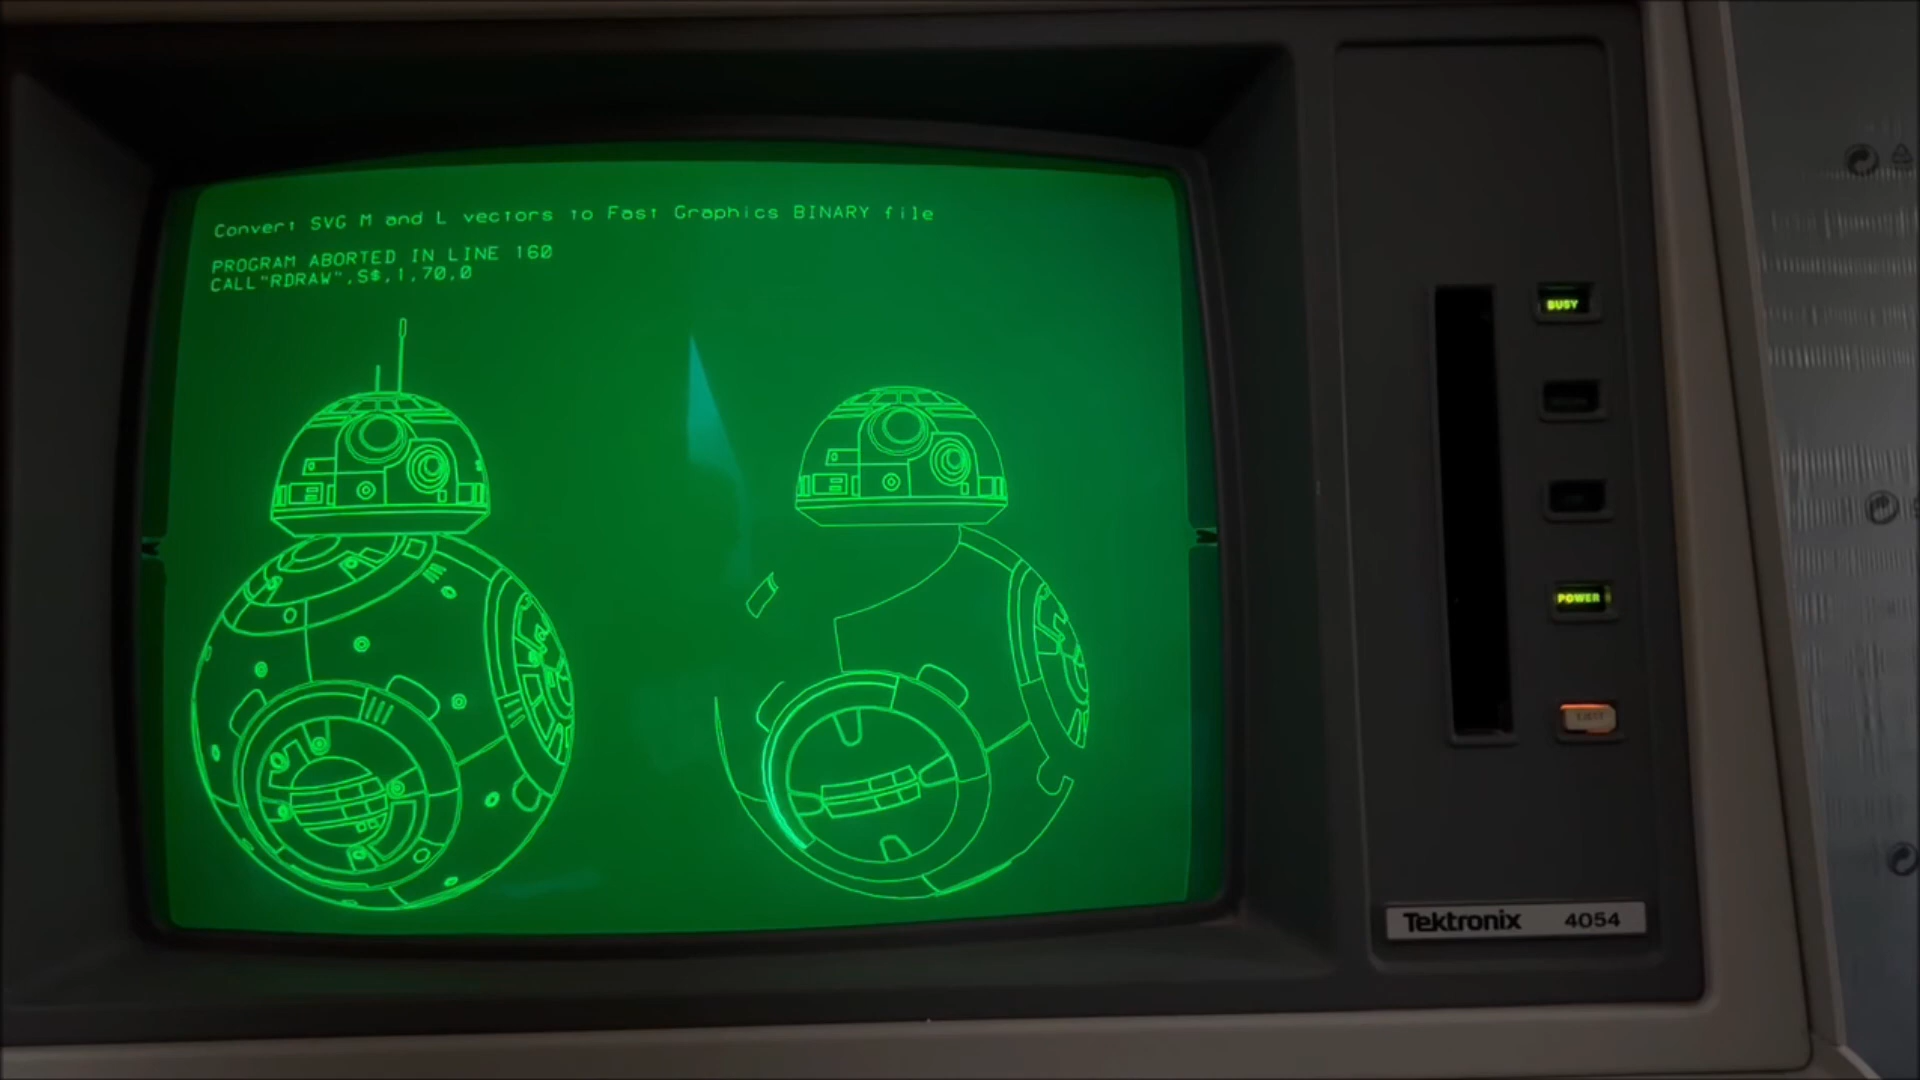 Convert SVG M and L vectors to Fast Graphics BINARY file
PROGRAM ABORTED IN LINE 160
CALL"RDRAW",S$,1,70,0
BUSY
POWER
EJECT
Tektronix 4054